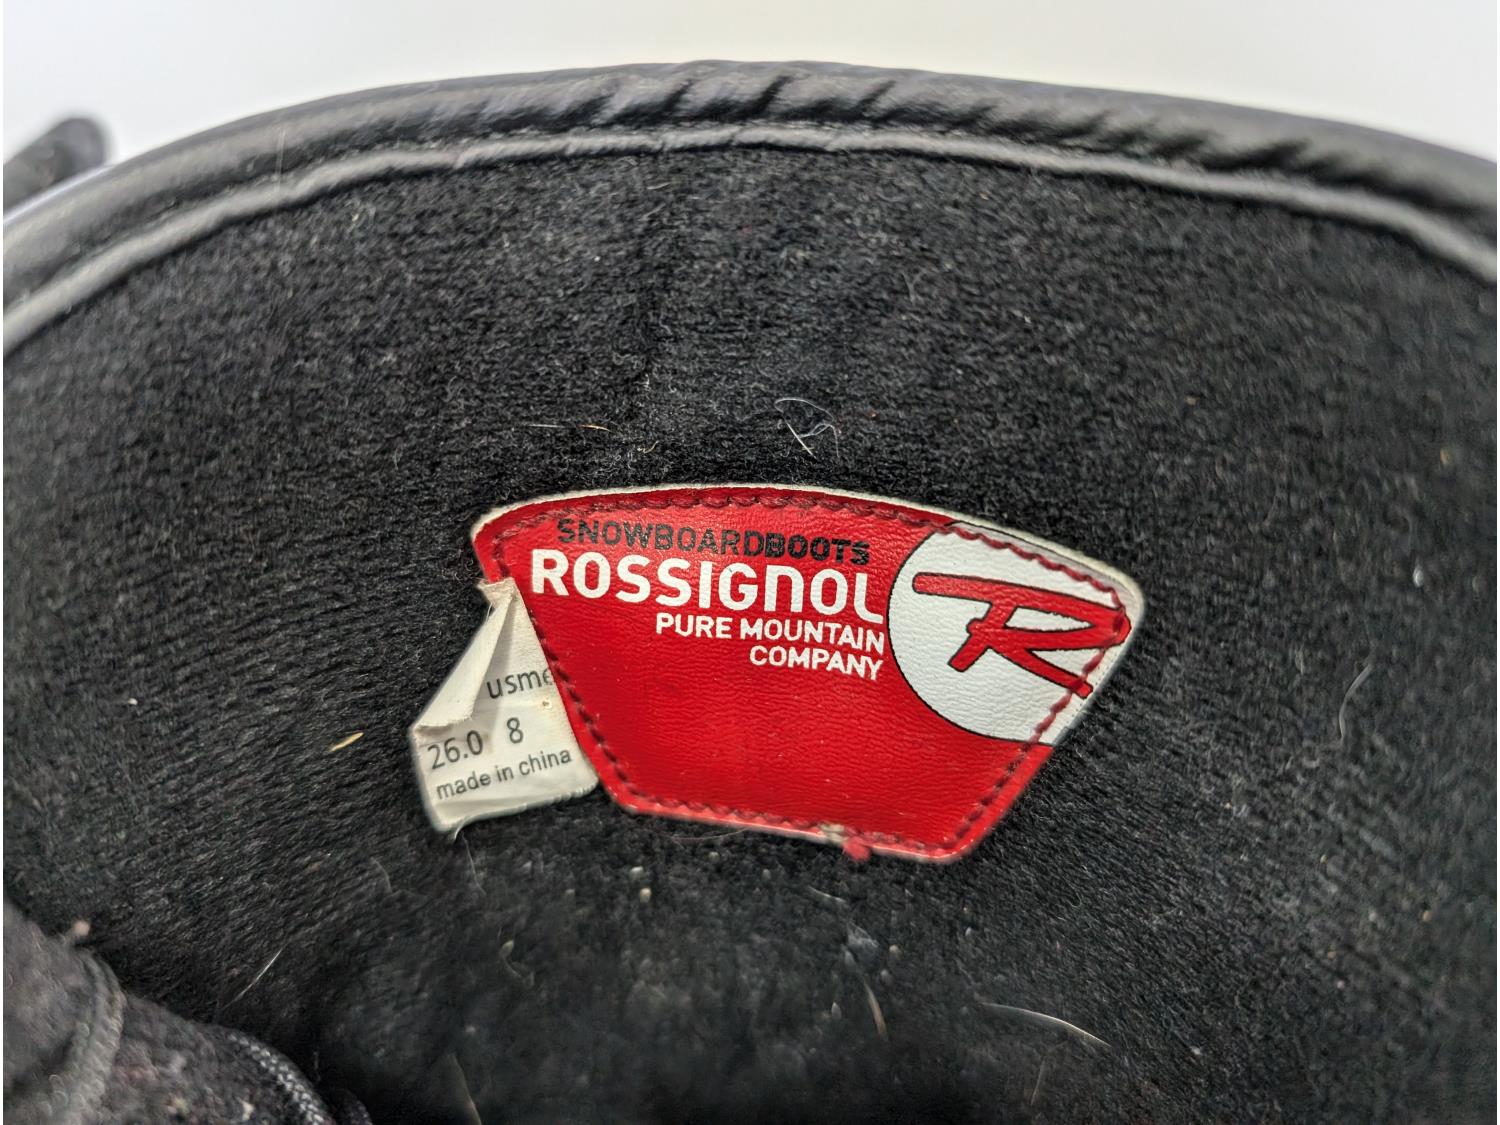 SNOWBOARDBOOTS
ROSSIGNOL
PURE MOUNTAIN
COMPANY
R
usme
26.0 8
made in china